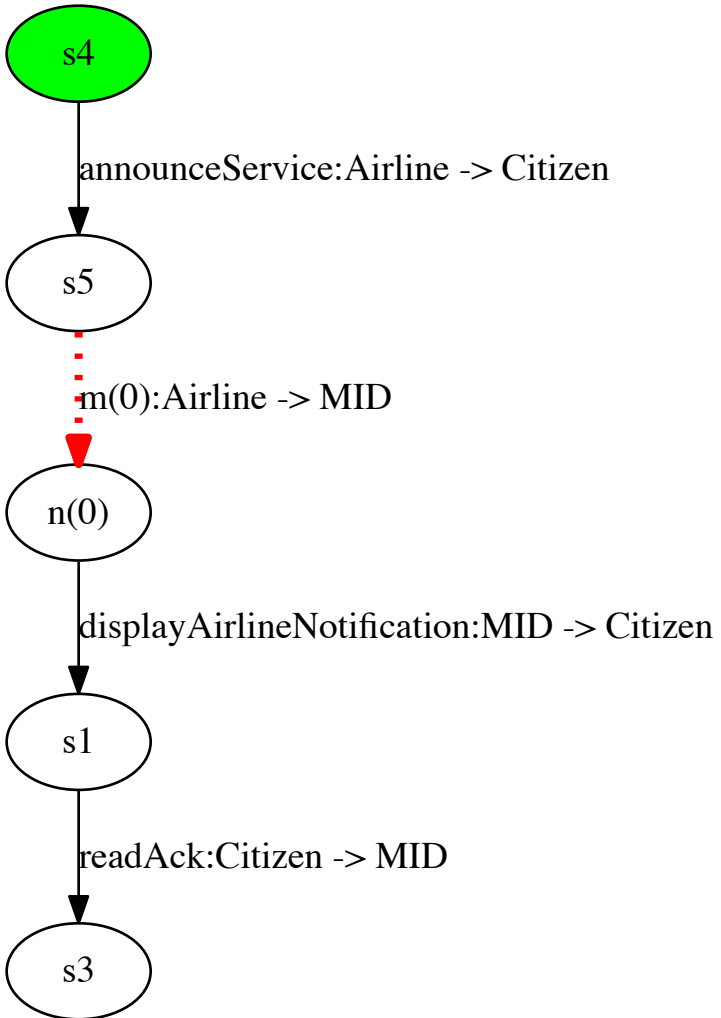 s4
announceService:Airline -> Citizen
s5
m(0):Airline -> MID
n(0)
displayAirlineNotification:MID -> Citizen
s1
readAck:Citizen -> MID
s3